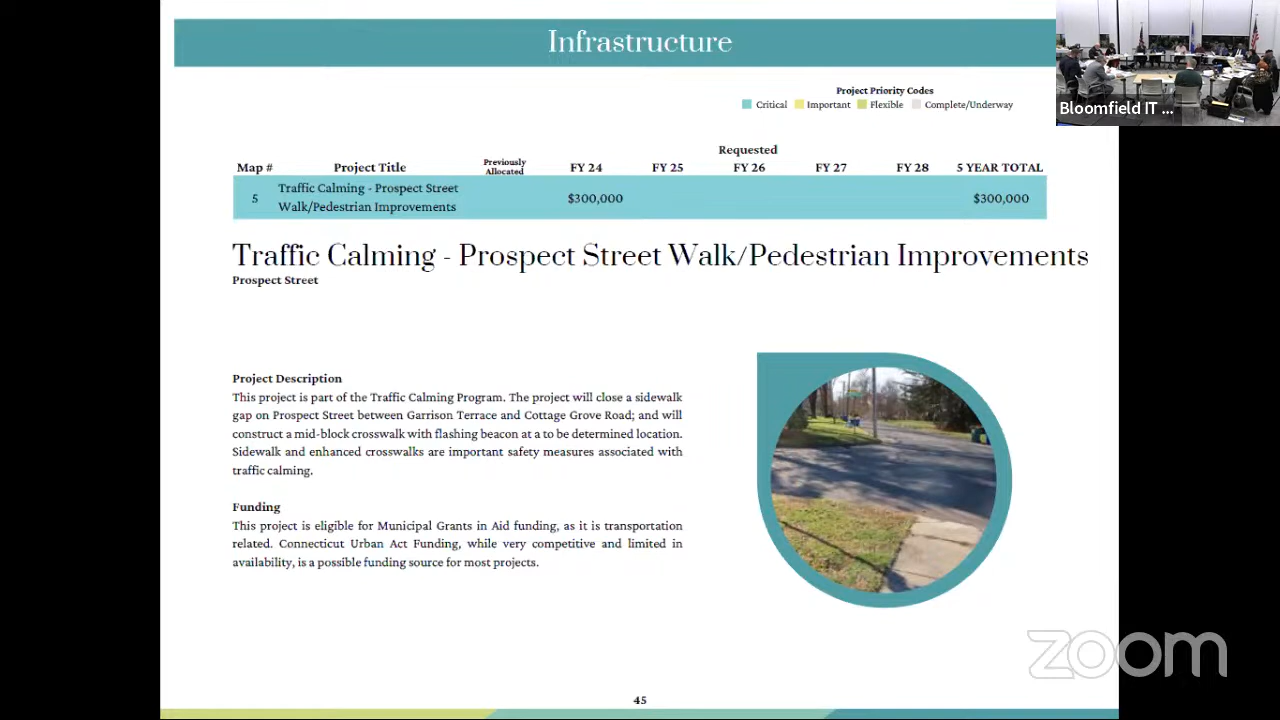 Infrastructure
Bloomfield IT ...
Project Priority Codes
Critical Important Flexible Complete/Underway
Requested
Map # Project Title Previously Allocated FY 24 FY 25 FY 26 FY 27 FY 28 5 YEAR TOTAL
5 Traffic Calming - Prospect Street $300,000 $300,000
Walk/Pedestrian Improvements
Traffic Calming - Prospect Street Walk/Pedestrian Improvements
Prospect Street
Project Description
This project is part of the Traffic Calming Program. The project will close a sidewalk
gap on Prospect Street between Garrison Terrace and Cottage Grove Road; and will
construct a mid-block crosswalk with flashing beacon at a to be determined location.
Sidewalk and enhanced crosswalks are important safety measures associated with
traffic calming.
Funding
This project is eligible for Municipal Grants in Aid funding, as it is transportation
related. Connecticut Urban Act Funding, while very competitive and limited in
availability, is a possible funding source for most projects.
zoom
45